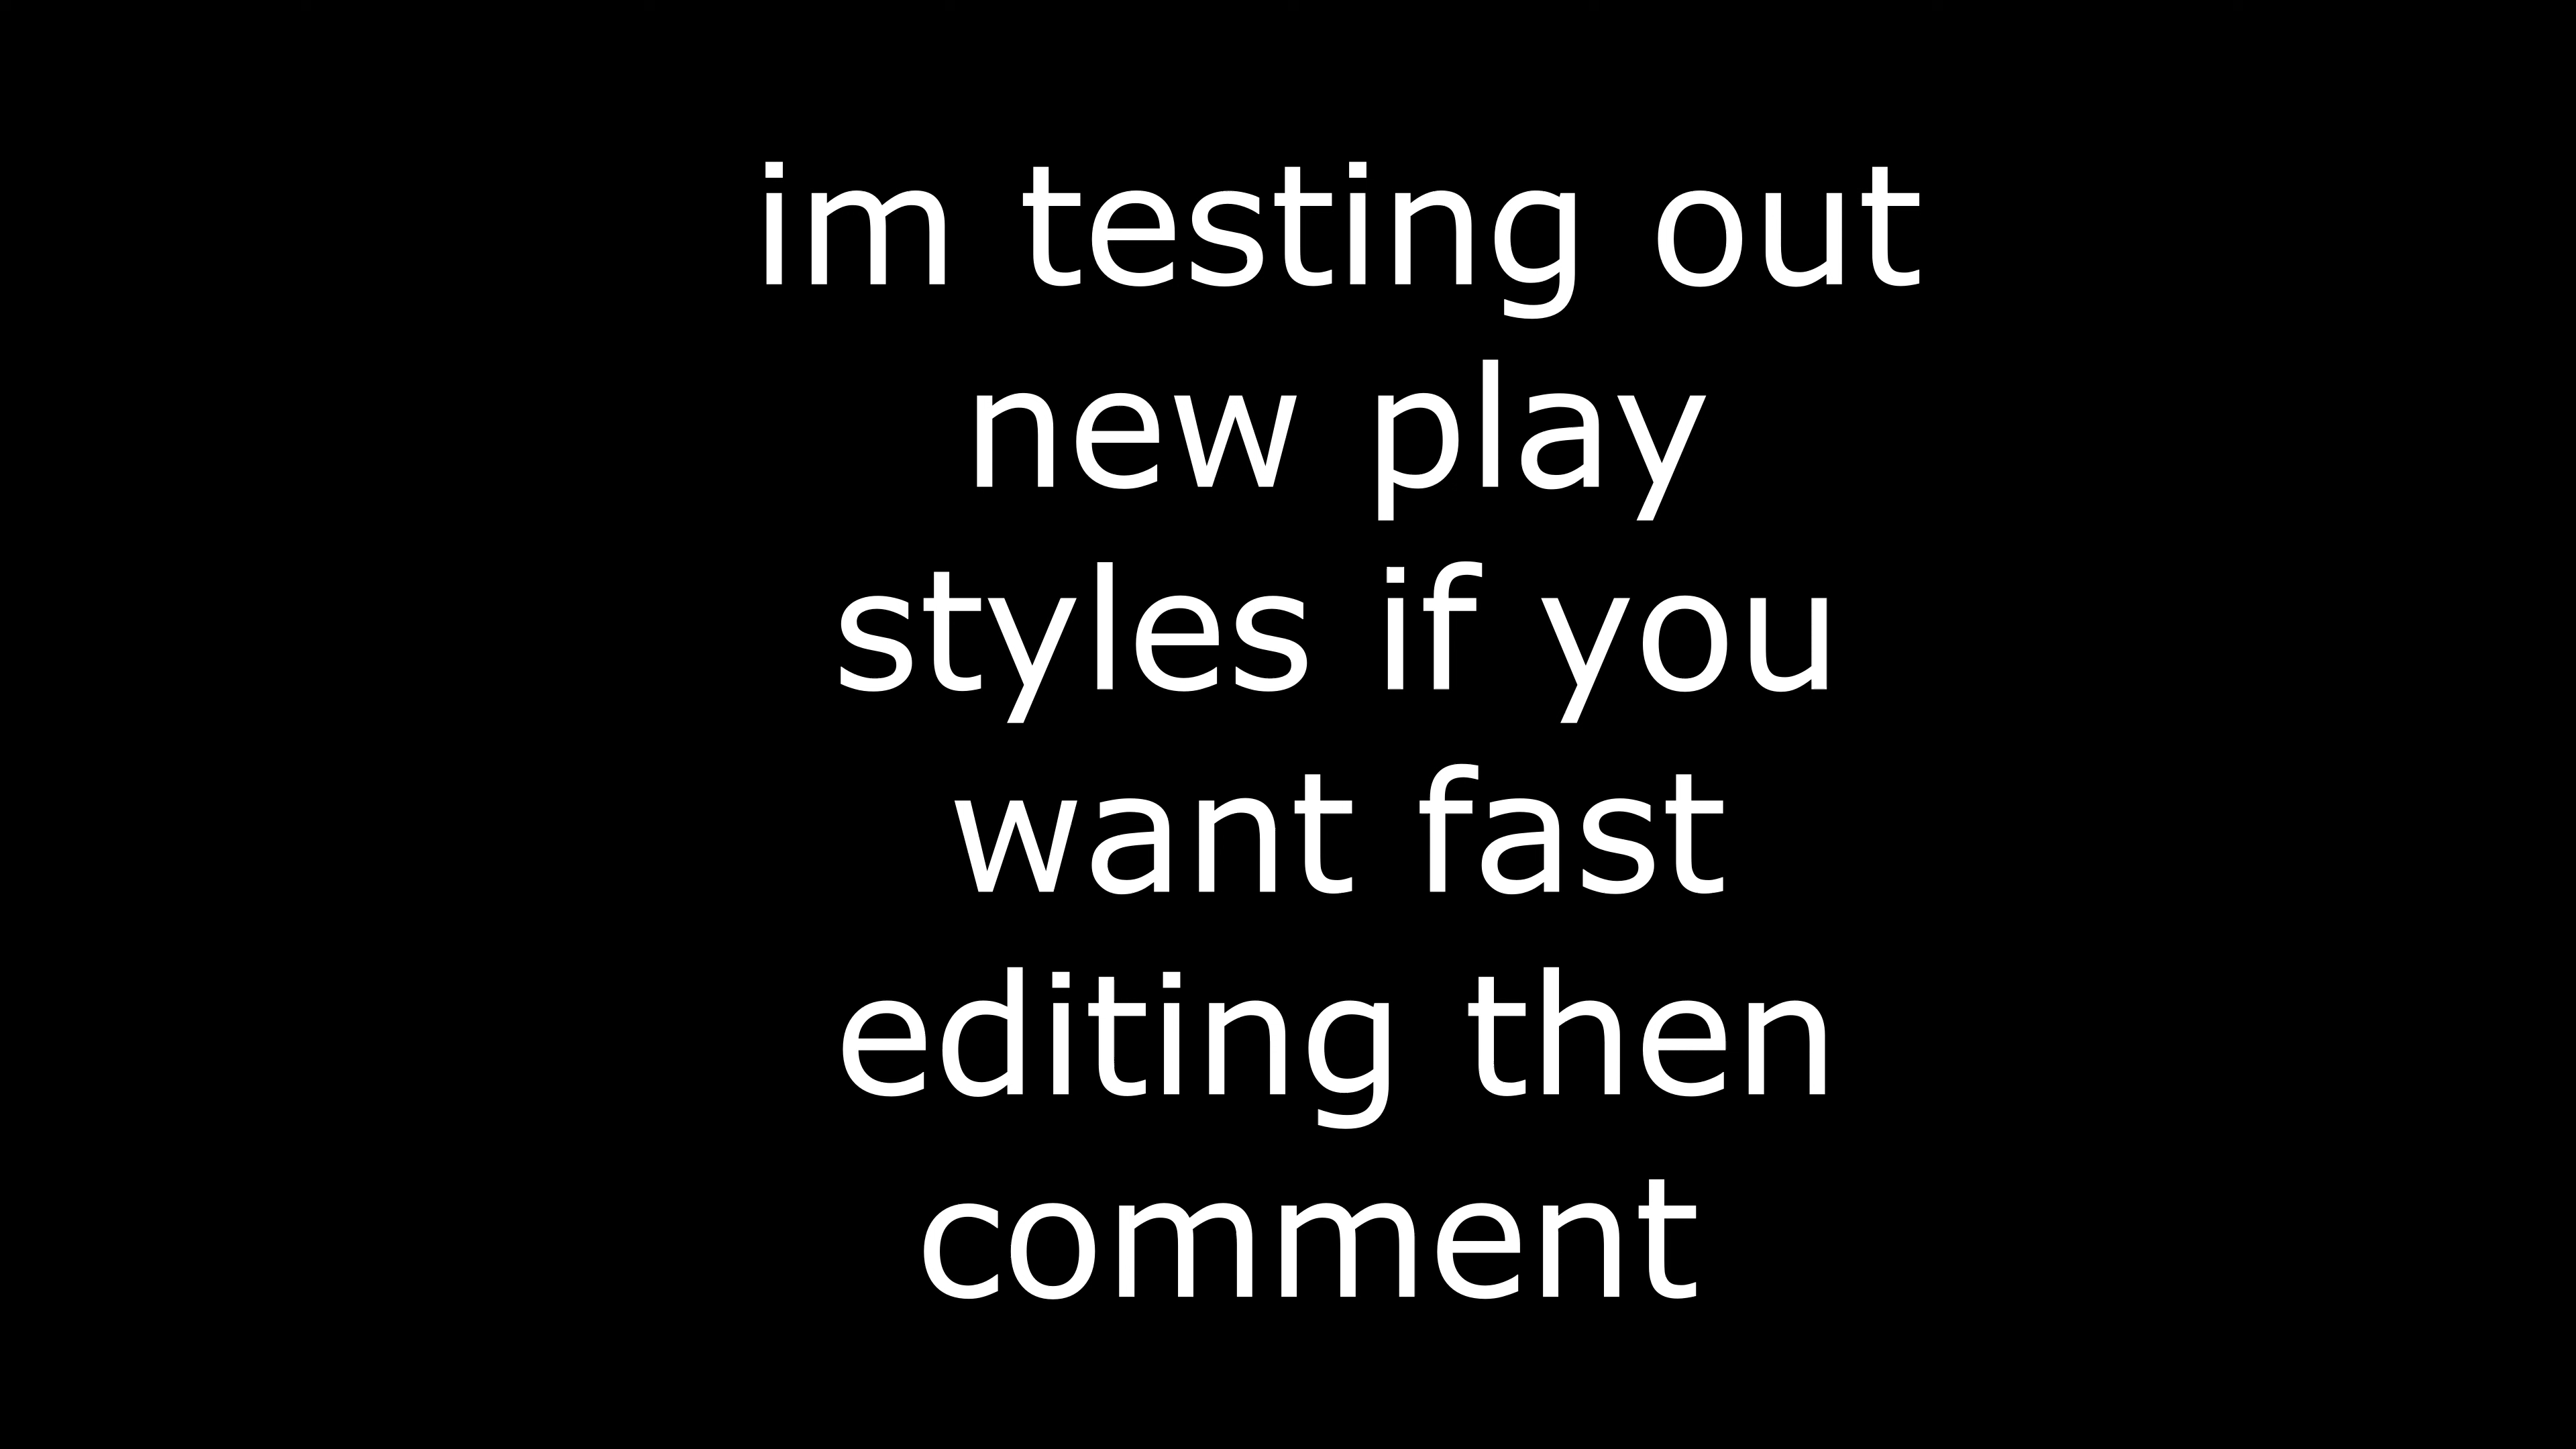 im testing out
new play
styles if you
want fast
editing then
comment